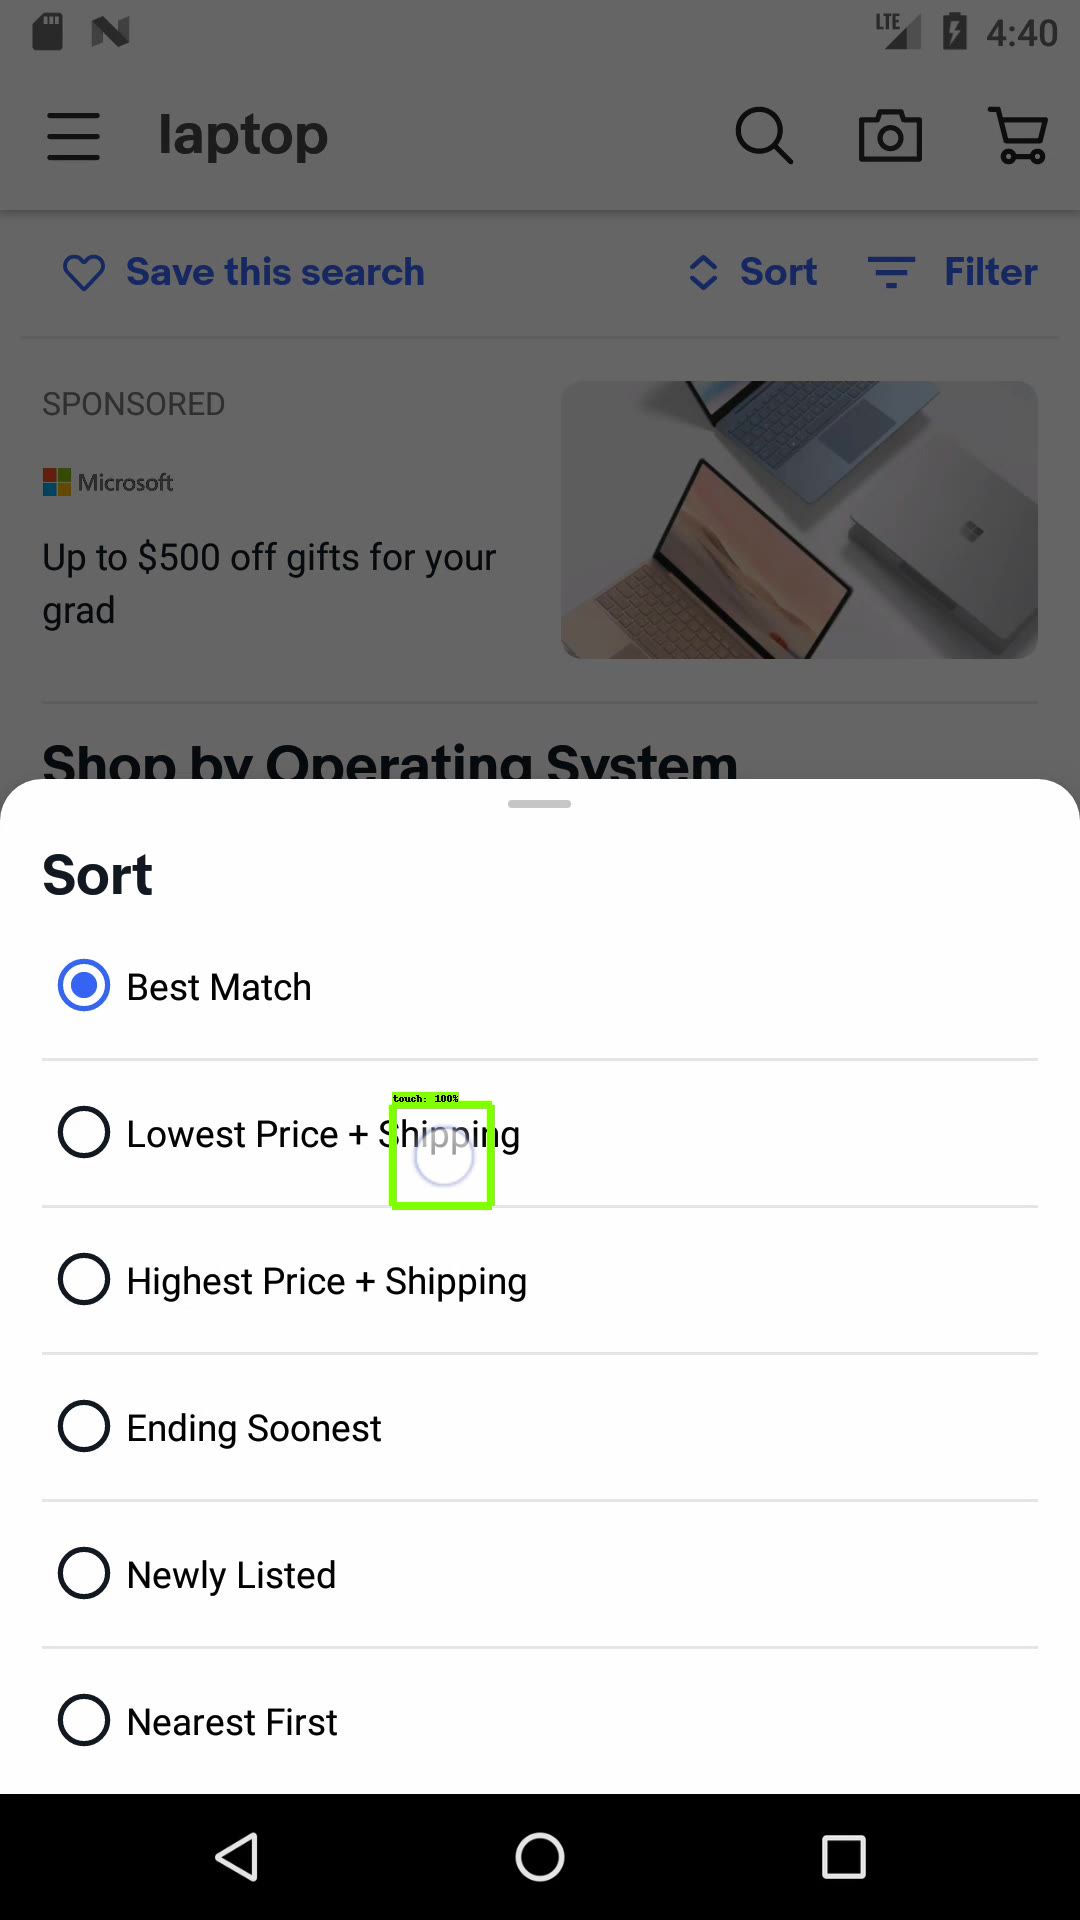 LTE 4:40
laptop
Save this search Sort Filter
SPONSORED
Microsoft
Up to $500 off gifts for your
grad
Shop by Operating System
Sort
Best Match
touch: 100%
Lowest Price + Shipping
Highest Price + Shipping
Ending Soonest
Newly Listed
Nearest First